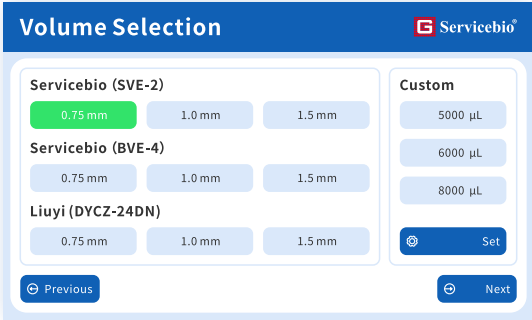 Volume Selection
G Servicebio®
Servicebio (SVE-2)
0.75 mm 1.0 mm 1.5 mm
Servicebio (BVE-4)
0.75 mm 1.0 mm 1.5 mm
Liuyi (DYCZ-24DN)
0.75 mm 1.0 mm 1.5 mm
Custom
5000 µL
6000 µL
8000 µL
Set
Previous
Next